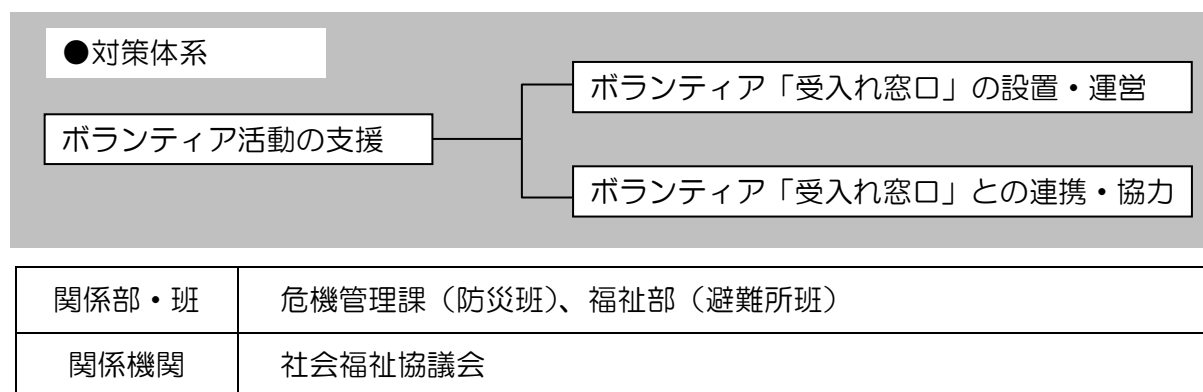 ●対策体系
ボランティア「受入れ窓口」の設置・運営
ボランティア活動の支援
ボランティア「受入れ窓口」との連携・協力
関係部・班 危機管理課（防災班）、福祉部（避難所班）
関係機関 社会福祉協議会